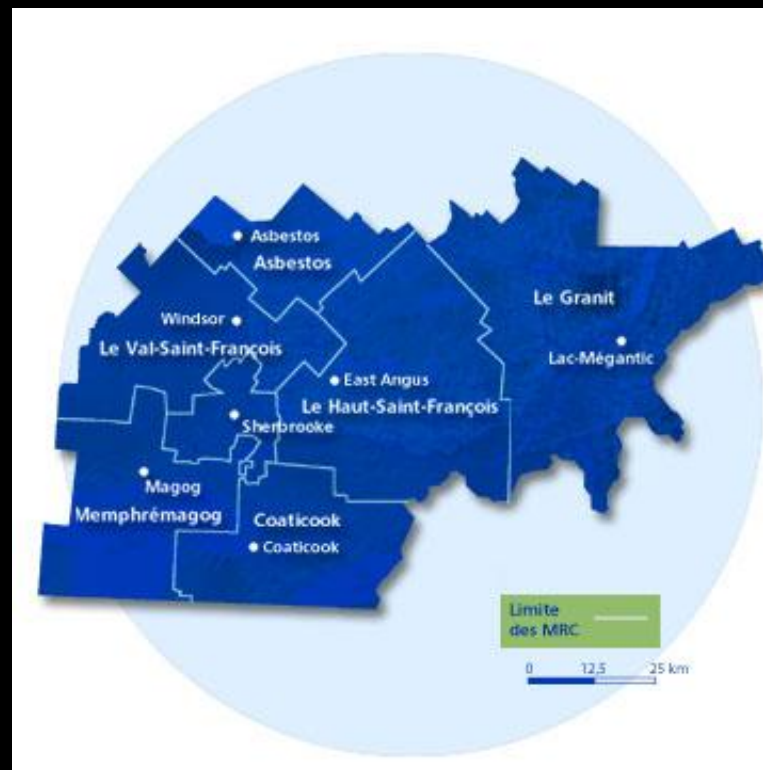 Asbestos
Asbestos
Le Granit
Windsor
Le Val-Saint-François
Lac-Mégantic
East Angus
Le Haut-Saint-François
Sherbrooke
Magog
Memphrémagog
Coaticook
Coaticook
Limite
des MRC
0 12,5 25 km